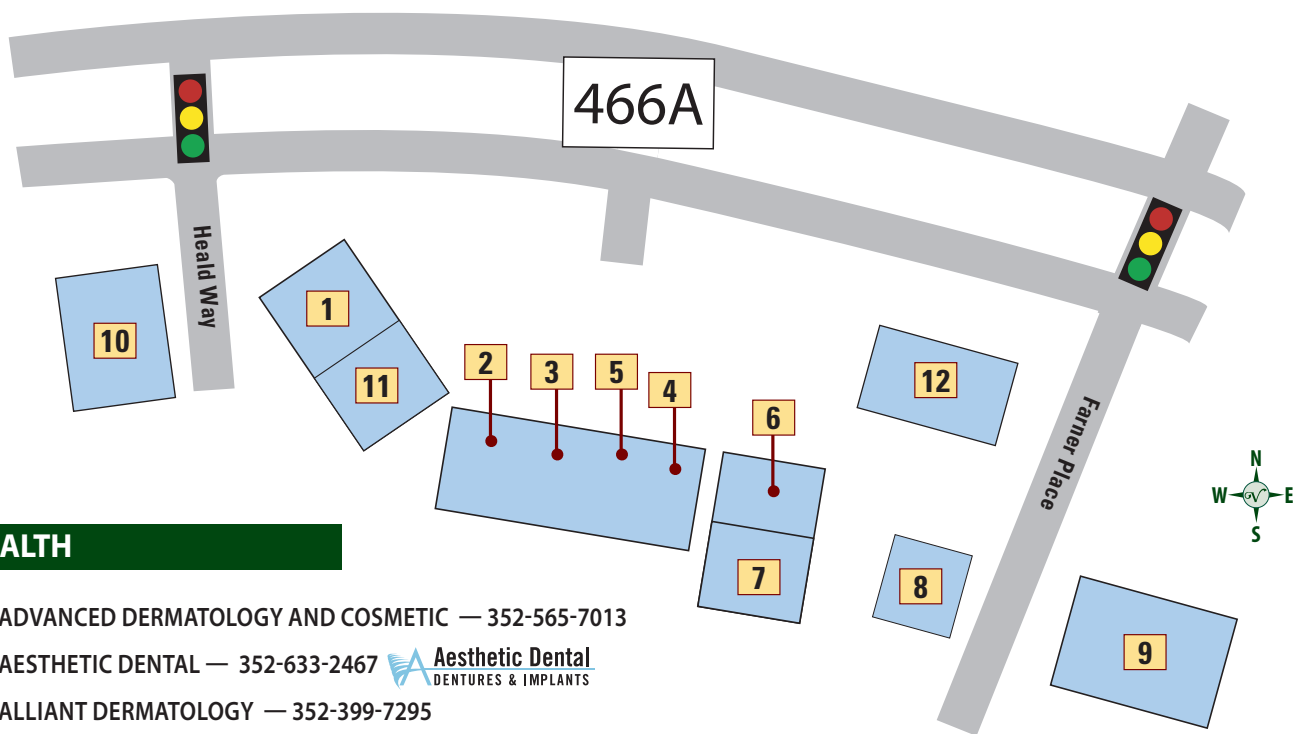 466A
Heald Way
10
1
11
2
3
5
4
6
7
12
8
9
Farner Place
N
W
E
S
ALTH
ADVANCED DERMATOLOGY AND COSMETIC — 352-565-7013
AESTHETIC DENTAL — 352-633-2467 Aesthetic Dental
DENTURES & IMPLANTS
ALLIANT DERMATOLOGY — 352-399-7295